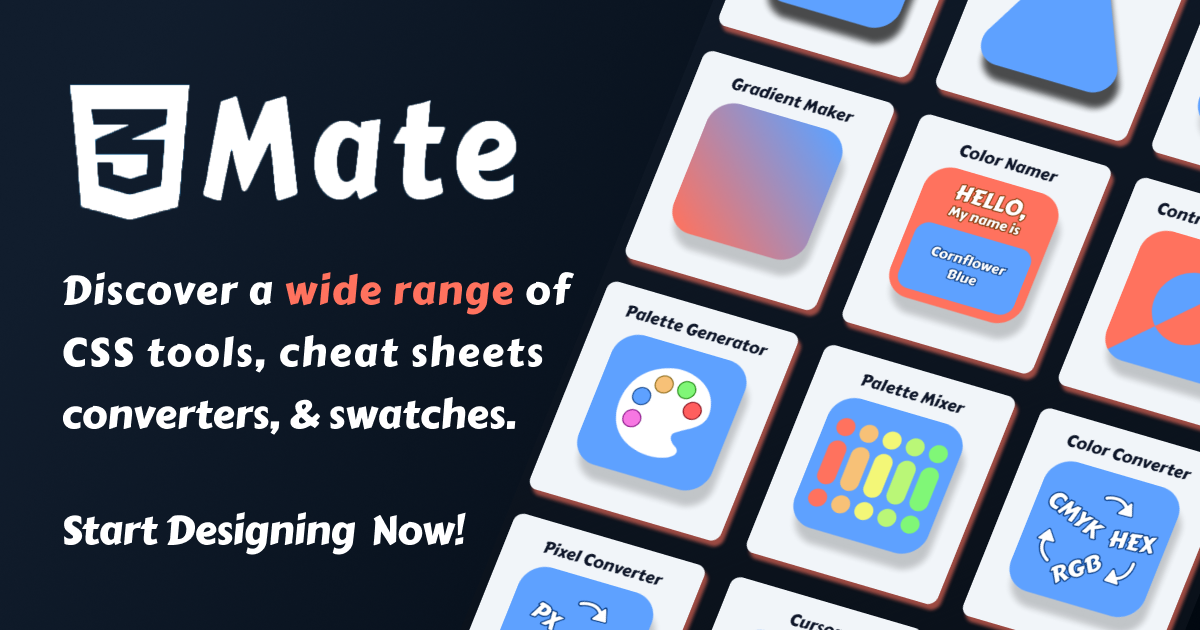 3 Mate
Discover a wide range of
CSS tools, cheat sheets
converters, & swatches.
Start Designing Now!
Gradient Maker
Color Namer
HELLO,
My name is
Cornflower
Blue
Palette Generator
Palette Mixer
Color Converter
CMYK
HEX
RGB
Pixel Converter
PX